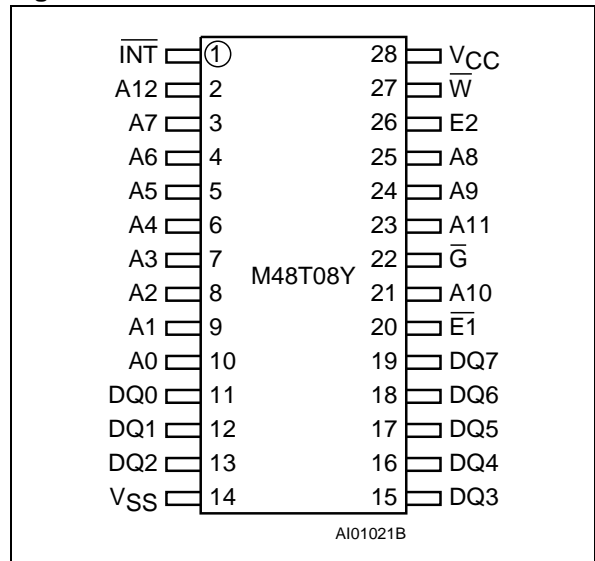 I̅N̅T̅ ① 28 VCC
A12 2 27 W̅
A7 3 26 E2
A6 4 25 A8
A5 5 24 A9
A4 6 23 A11
A3 7 22 G̅
M48T08Y
A2 8 21 A10
A1 9 20 E̅1̅
A0 10 19 DQ7
DQ0 11 18 DQ6
DQ1 12 17 DQ5
DQ2 13 16 DQ4
VSS 14 15 DQ3
AI01021B